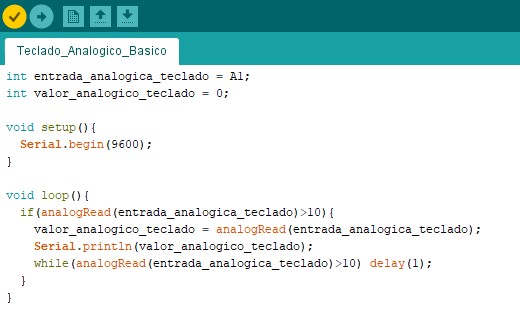 Teclado_Analogico_Basico
int entrada_analogica_teclado = A1;
int valor_analogico_teclado = 0;
void setup(){
Serial.begin(9600);
}
void loop(){
if(analogRead(entrada_analogica_teclado)>10){
valor_analogico_teclado = analogRead(entrada_analogica_teclado);
Serial.println(valor_analogico_teclado);
while(analogRead(entrada_analogica_teclado)>10) delay(1);
}
}